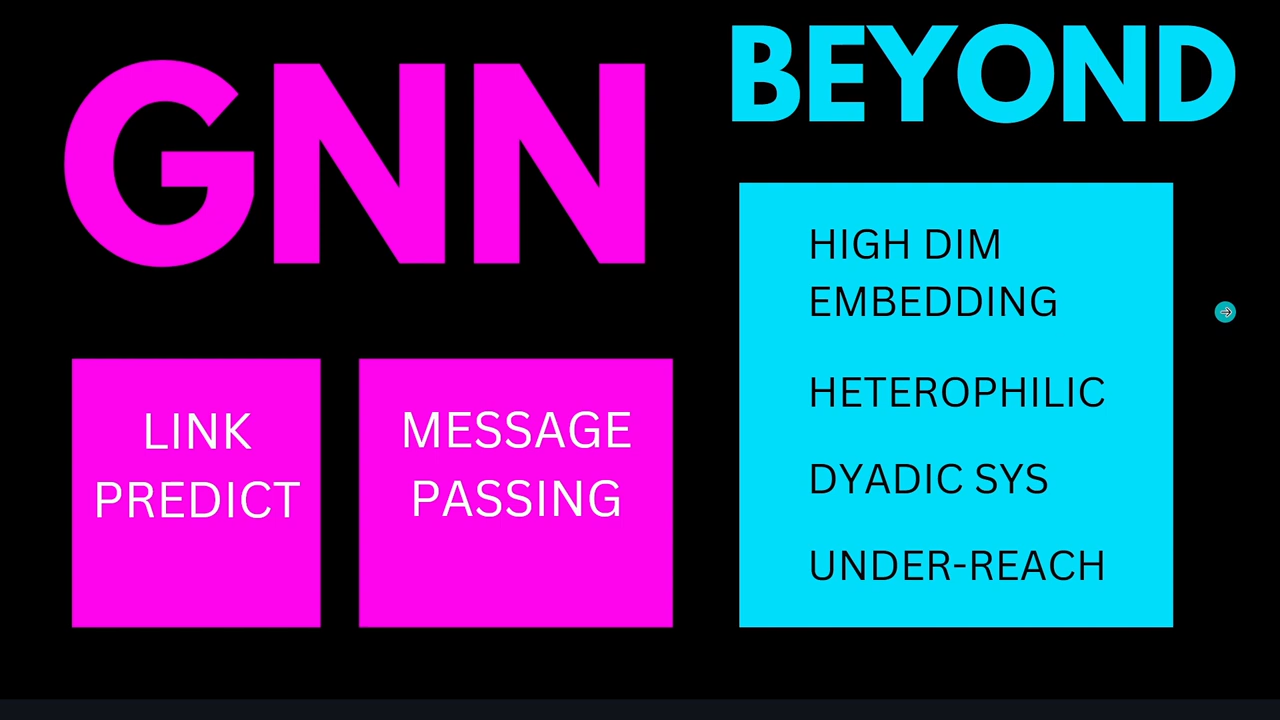 GNN
BEYOND
LINK
PREDICT
MESSAGE
PASSING
HIGH DIM
EMBEDDING
HETEROPHILIC
DYADIC SYS
UNDER-REACH